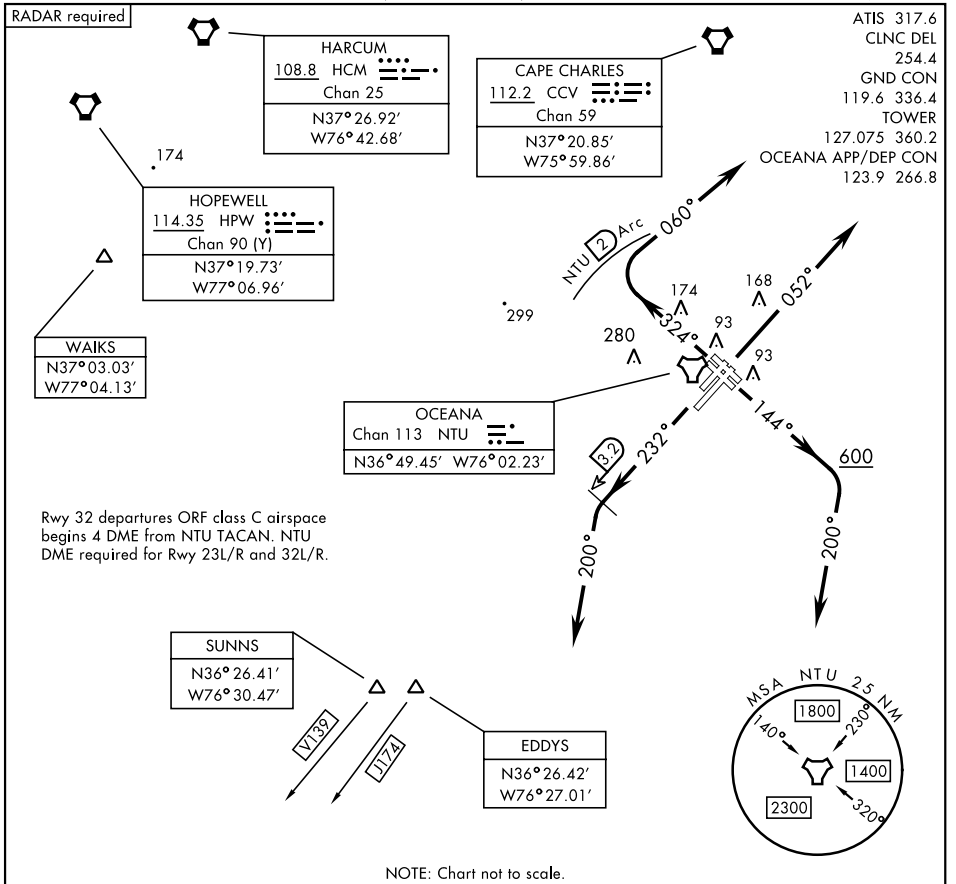 RADAR required
ATIS 317.6
CLNC DEL
254.4
GND CON
119.6 336.4
TOWER
127.075 360.2
OCEANA APP/DEP CON
123.9 266.8
HARCUM
108.8 HCM
Chan 25
N37°26.92′
W76°42.68′
CAPE CHARLES
112.2 CCV
Chan 59
N37°20.85′
W75°59.86′
174
HOPEWELL
114.35 HPW
Chan 90 (Y)
N37°19.73′
W77°06.96′
WAIKS
N37°03.03′
W77°04.13′
NTU 2 Arc
060°
052°
299
280
174
168
93
93
324°
OCEANA
Chan 113 NTU
N36°49.45′ W76°02.23′
144°
232°
3.2
600
200°
200°
Rwy 32 departures ORF class C airspace
begins 4 DME from NTU TACAN. NTU
DME required for Rwy 23L/R and 32L/R.
SUNNS
N36°26.41′
W76°30.47′
V139
J174
EDDYS
N36°26.42′
W76°27.01′
MSA NTU 25 NM
1800
140°
230°
1400
2300
320°
NOTE: Chart not to scale.